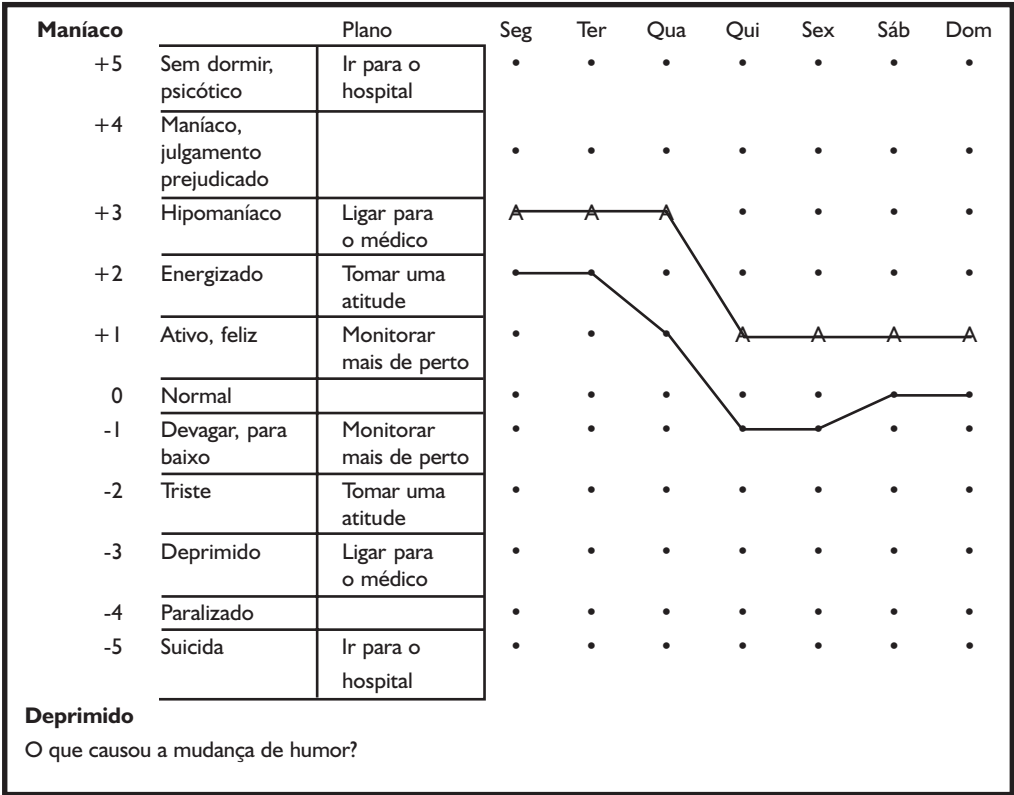 Maníaco Plano Seg Ter Qua Qui Sex Sáb Dom
+5 Sem dormir, Ir para o
psicótico hospital
+4 Maníaco,
julgamento
prejudicado
+3 Hipomaníaco Ligar para A A A
o médico
+2 Energizado Tomar uma
atitude
+1 Ativo, feliz Monitorar A A A A
mais de perto
0 Normal
-1 Devagar, para Monitorar
baixo mais de perto
-2 Triste Tomar uma
atitude
-3 Deprimido Ligar para
o médico
-4 Paralizado
-5 Suicida Ir para o
hospital
Deprimido
O que causou a mudança de humor?